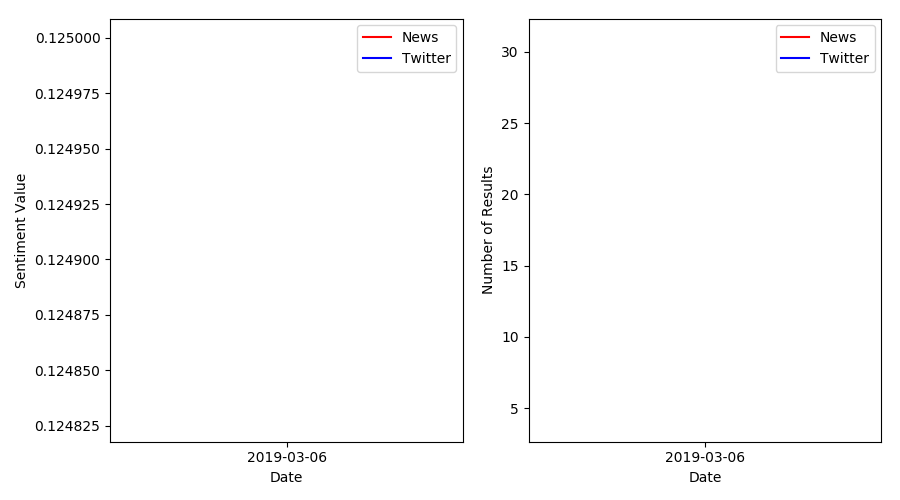 Sentiment Value
0.125000
0.124975
0.124950
0.124925
0.124900
0.124875
0.124850
0.124825
News
Twitter
2019-03-06
Date
Number of Results
30
25
20
15
10
5
News
Twitter
2019-03-06
Date